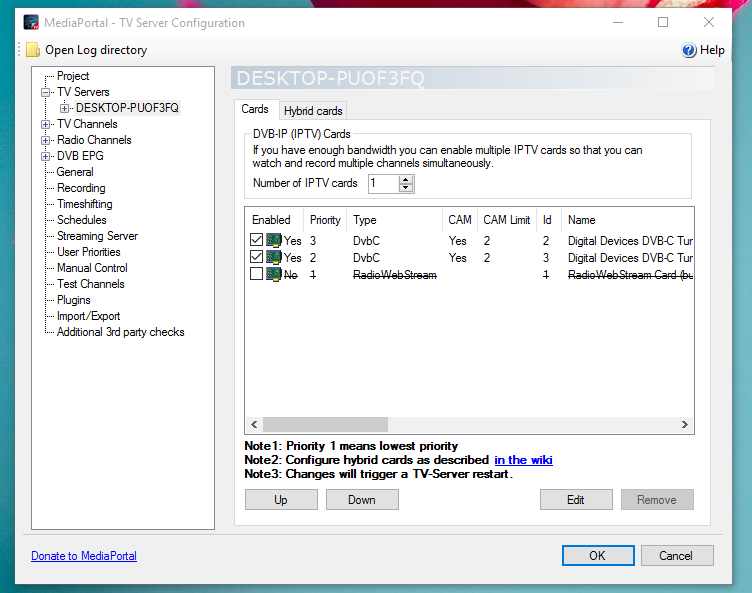 MediaPortal - TV Server Configuration
Open Log directory
Help
Project
TV Servers
DESKTOP-PUOF3FQ
TV Channels
Radio Channels
DVB EPG
General
Recording
Timeshifting
Schedules
Streaming Server
User Priorities
Manual Control
Test Channels
Plugins
Import/Export
Additional 3rd party checks
DESKTOP-PUOF3FQ
Cards Hybrid cards
DVB-IP (IPTV) Cards
If you have enough bandwidth you can enable multiple IPTV cards so that you can
watch and record multiple channels simultaneously.
Number of IPTV cards 1
Enabled Priority Type CAM CAM Limit Id Name
Yes 3 DvbC Yes 2 2 Digital Devices DVB-C Tur
Yes 2 DvbC Yes 2 3 Digital Devices DVB-C Tur
No 1 RadioWebStream 1 RadioWebStream Card (bu
Note1: Priority 1 means lowest priority
Note2: Configure hybrid cards as described in the wiki
Note3: Changes will trigger a TV-Server restart.
Up Down Edit Remove
Donate to MediaPortal OK Cancel